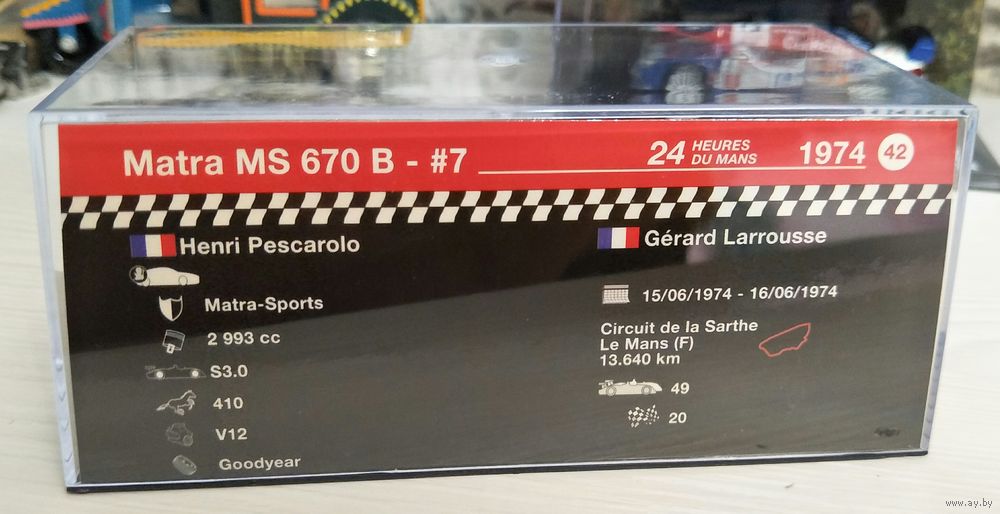 Matra MS 670 B - #7
24 HEURES DU MANS 1974 42
Henri Pescarolo
Gérard Larrousse
Matra-Sports
2 993 cc
S3.0
410
V12
Goodyear
15/06/1974 - 16/06/1974
Circuit de la Sarthe
Le Mans (F)
13.640 km
49
20
www.ay.by